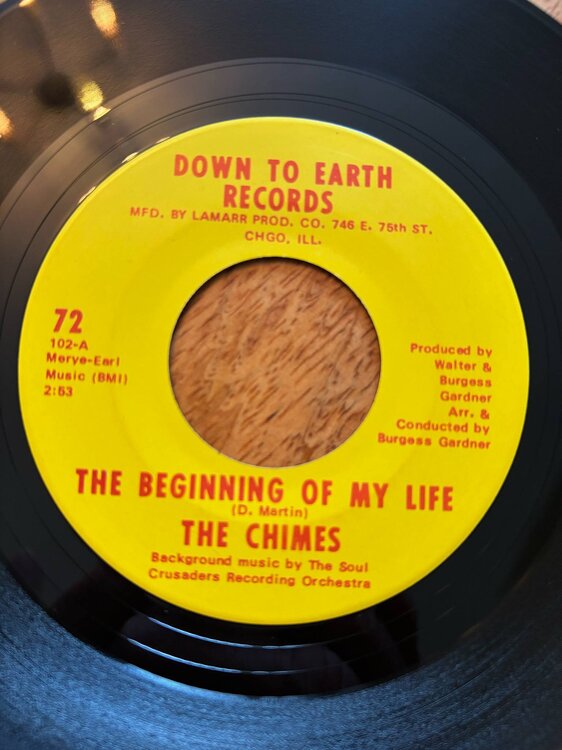 DOWN TO EARTH
RECORDS
MFD. BY LAMARR PROD. CO. 746 E. 75th ST.
CHGO, ILL.
72
102-A
Merye-Earl
Music (BMI)
2:53
Produced by
Walter &
Burgess
Gardner
Arr. &
Conducted by
Burgess Gardner
THE BEGINNING OF MY LIFE
(D. Martin)
THE CHIMES
Background music by The Soul
Crusaders Recording Orchestra